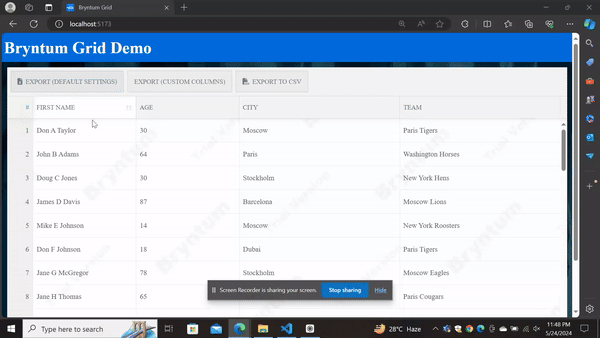 Bryntum Grid
localhost:5173
Bryntum Grid Demo
EXPORT (DEFAULT SETTINGS) EXPORT (CUSTOM COLUMNS) EXPORT TO CSV
# FIRST NAME AGE CITY TEAM
1 Don A Taylor 30 Moscow Paris Tigers
2 John B Adams 64 Paris Washington Horses
3 Doug C Jones 30 Stockholm New York Hens
4 James D Davis 87 Barcelona Moscow Lions
5 Mike E Johnson 14 Moscow New York Roosters
6 Don F Johnson 18 Dubai Paris Tigers
7 Jane G McGregor 78 Stockholm Moscow Eagles
8 Jane H Thomas 65 Paris Cougars
Bryntum Trial Version
Screen Recorder is sharing your screen. Stop sharing Hide
Type here to search
28°C Haze
11:48 PM
5/24/2024